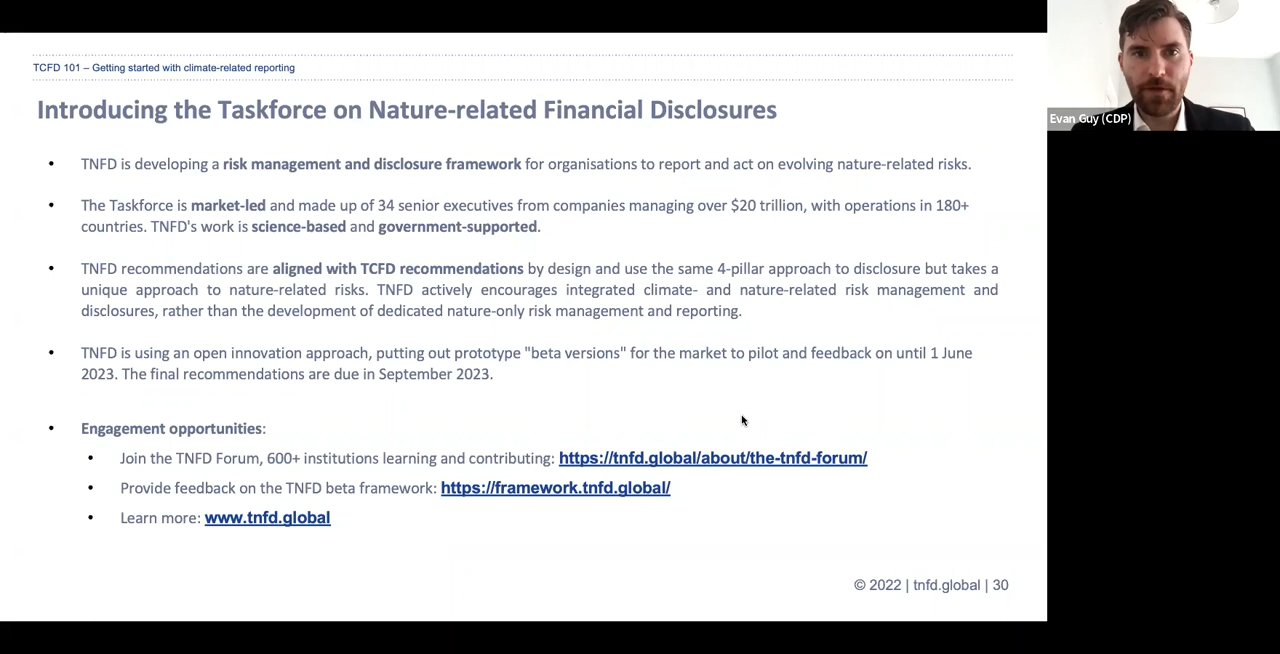 TCFD 101 – Getting started with climate-related reporting
Introducing the Taskforce on Nature-related Financial Disclosures
• TNFD is developing a risk management and disclosure framework for organisations to report and act on evolving nature-related risks.
• The Taskforce is market-led and made up of 34 senior executives from companies managing over $20 trillion, with operations in 180+
countries. TNFD's work is science-based and government-supported.
• TNFD recommendations are aligned with TCFD recommendations by design and use the same 4-pillar approach to disclosure but takes a
unique approach to nature-related risks. TNFD actively encourages integrated climate- and nature-related risk management and
disclosures, rather than the development of dedicated nature-only risk management and reporting.
• TNFD is using an open innovation approach, putting out prototype "beta versions" for the market to pilot and feedback on until 1 June
2023. The final recommendations are due in September 2023.
• Engagement opportunities:
• Join the TNFD Forum, 600+ institutions learning and contributing: https://tnfd.global/about/the-tnfd-forum/
• Provide feedback on the TNFD beta framework: https://framework.tnfd.global/
• Learn more: www.tnfd.global
© 2022 | tnfd.global | 30
Evan Guy (CDP)